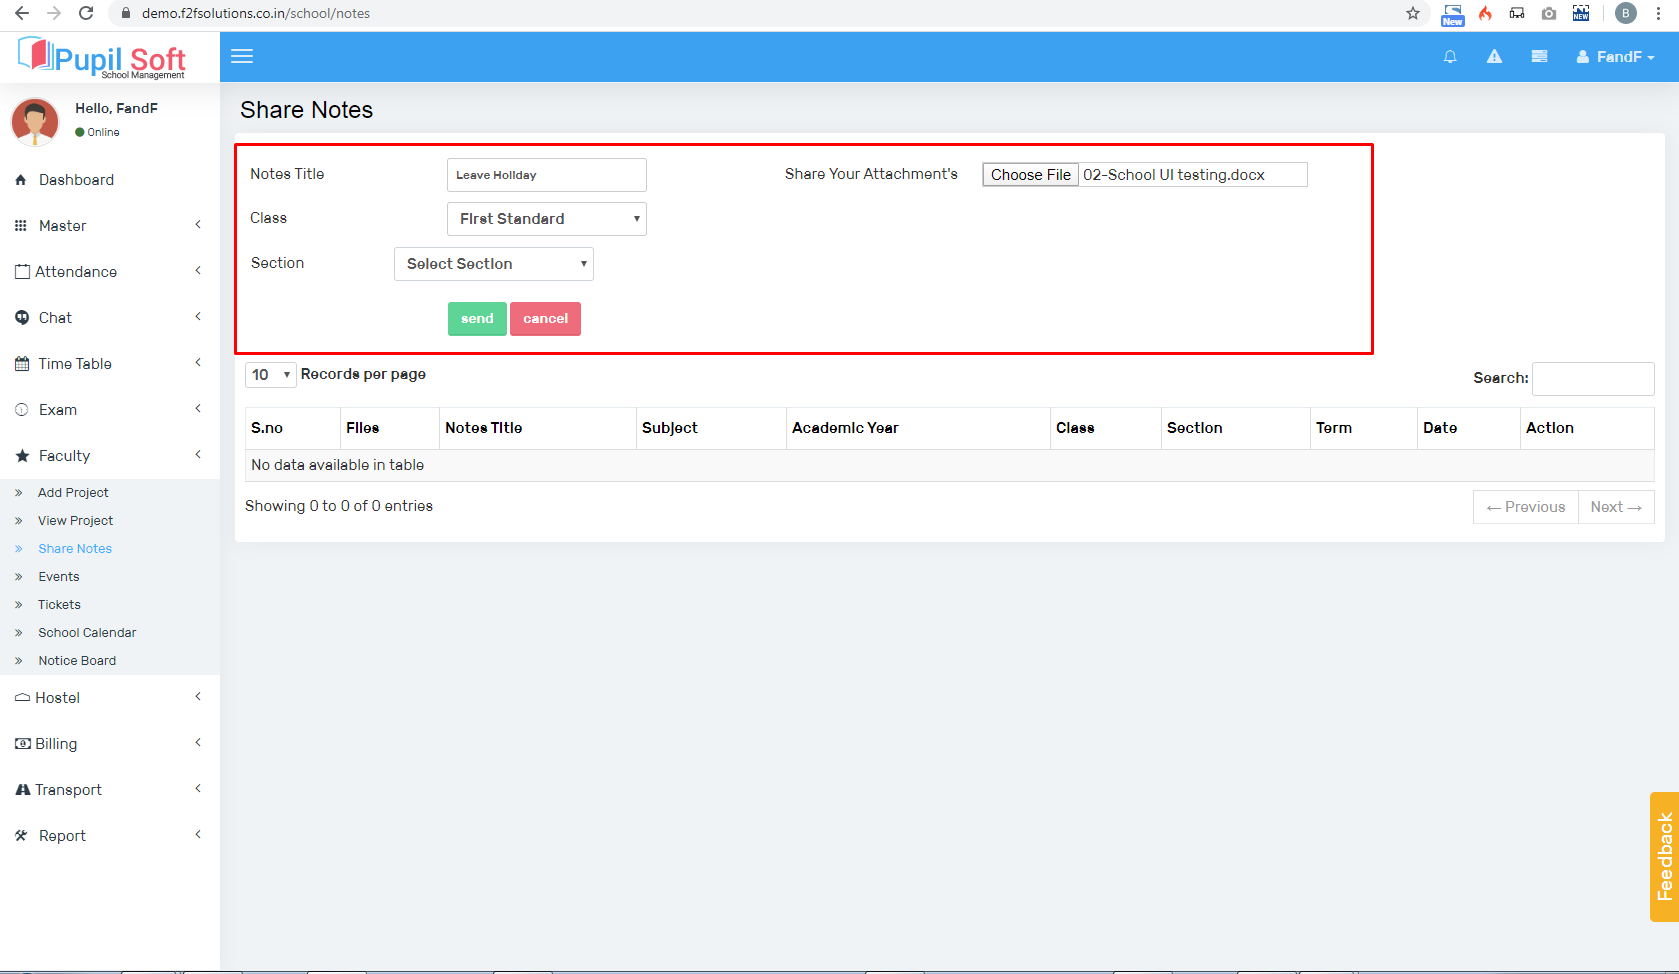 demo.f2fsolutions.co.in/school/notes
New
NEW
B
Pupil Soft
School Management
FandF
Hello, FandF
Online
Dashboard
Master
Attendance
Chat
Time Table
Exam
Faculty
Add Project
View Project
Share Notes
Events
Tickets
School Calendar
Notice Board
Hostel
Billing
Transport
Report
Share Notes
Notes Title
Leave Holiday
Share Your Attachment's
Choose File 02-School UI testing.docx
Class
First Standard
Section
Select Section
send
cancel
10 Records per page
Search:
S.no Files Notes Title Subject Academic Year Class Section Term Date Action
No data available in table
Showing 0 to 0 of 0 entries
← Previous
Next →
Feedback